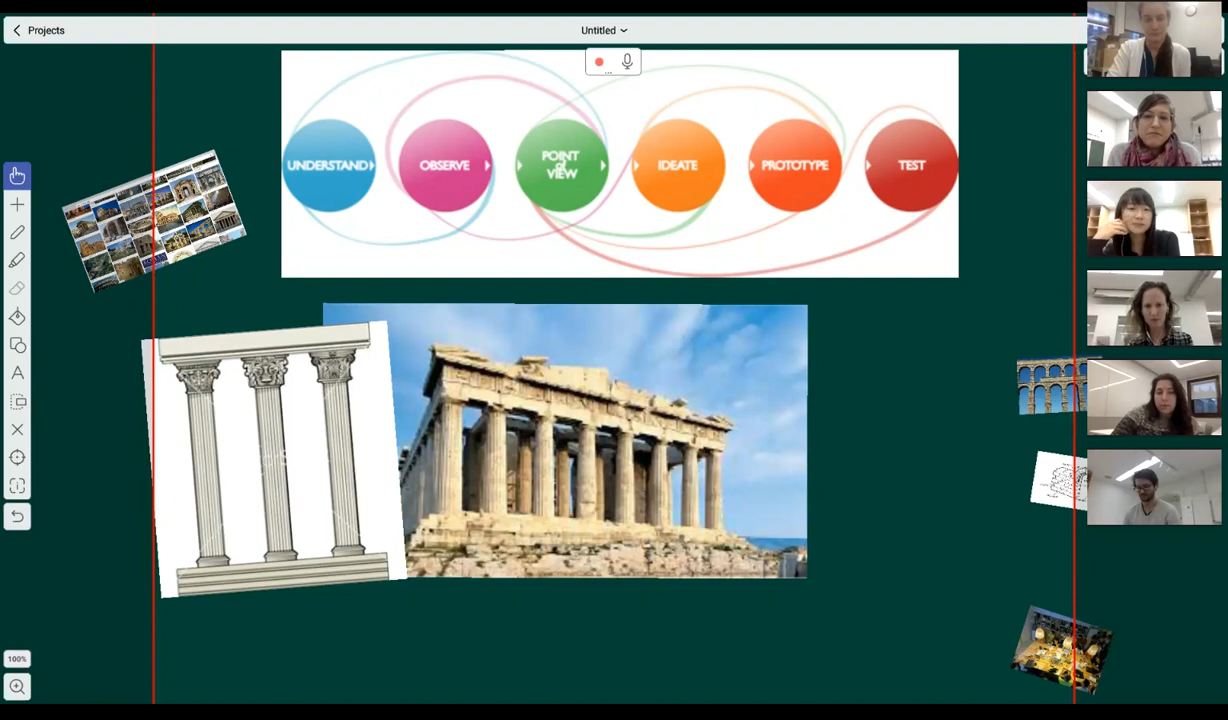 Projects
Untitled
UNDERSTAND
OBSERVE
POINT
of
VIEW
IDEATE
PROTOTYPE
TEST
A
100%